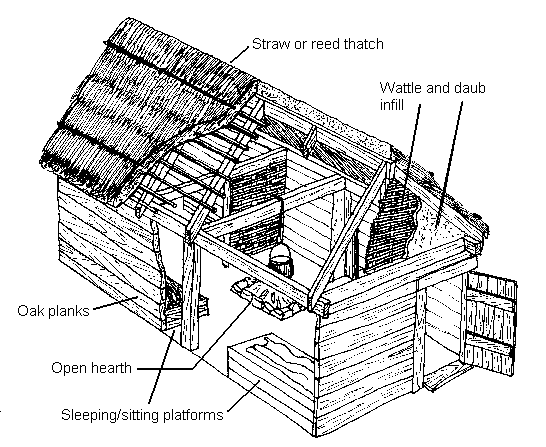 Straw or reed thatch
Wattle and daub
infill
Oak planks
Open hearth
Sleeping/sitting platforms